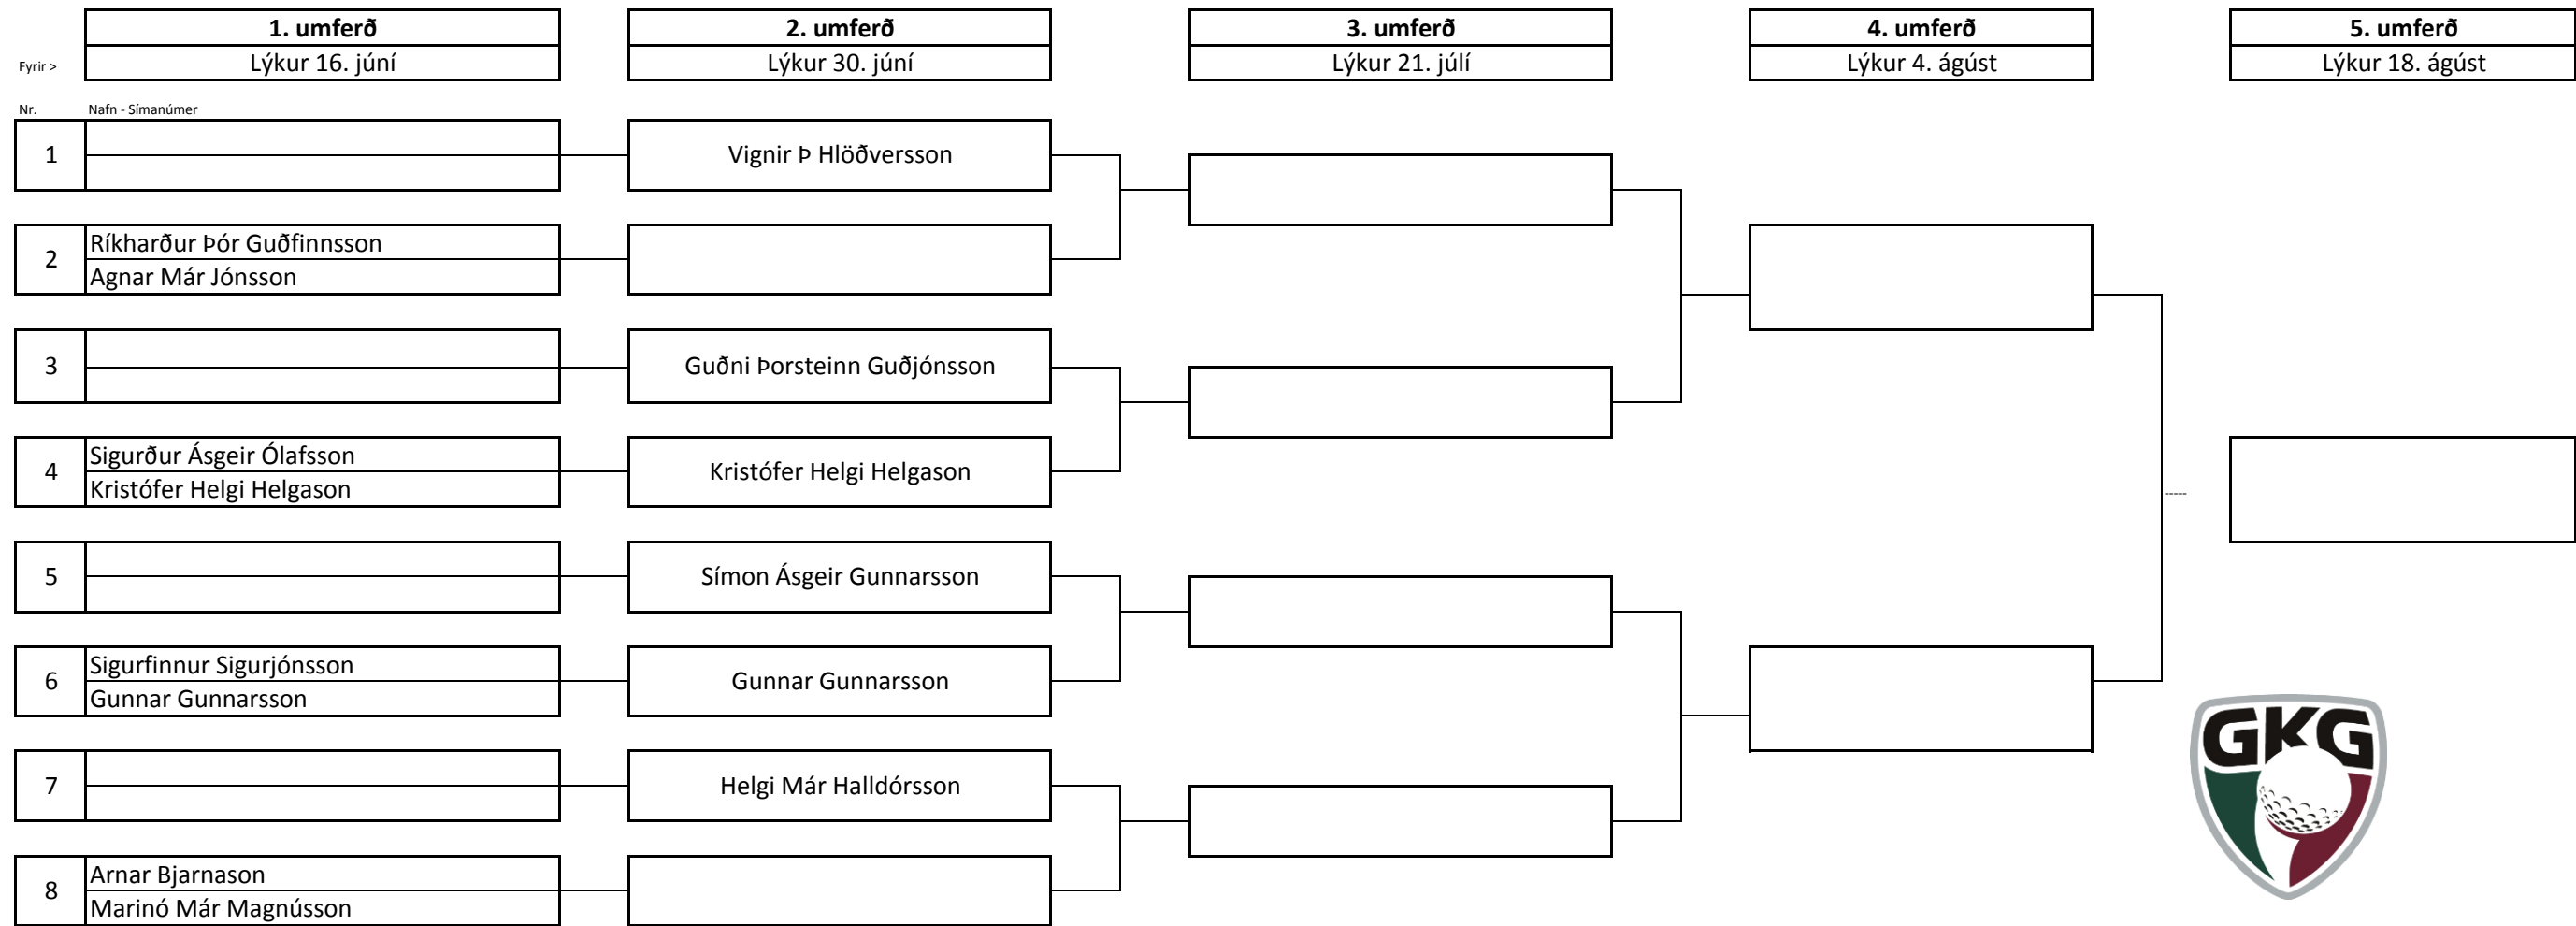 1. umferð
2. umferð
3. umferð
4. umferð
5. umferð
Fyrir >
Lýkur 16. júní
Lýkur 30. júní
Lýkur 21. júlí
Lýkur 4. ágúst
Lýkur 18. ágúst
Nr.
Nafn - Símanúmer
1
Vignir Þ Hlöðversson
2
Ríkharður Þór Guðfinnsson
Agnar Már Jónsson
3
Guðni Þorsteinn Guðjónsson
4
Sigurður Ásgeir Ólafsson
Kristófer Helgi Helgason
Kristófer Helgi Helgason
-----
5
Símon Ásgeir Gunnarsson
6
Sigurfinnur Sigurjónsson
Gunnar Gunnarsson
Gunnar Gunnarsson
GKG
7
Helgi Már Halldórsson
8
Arnar Bjarnason
Marinó Már Magnússon